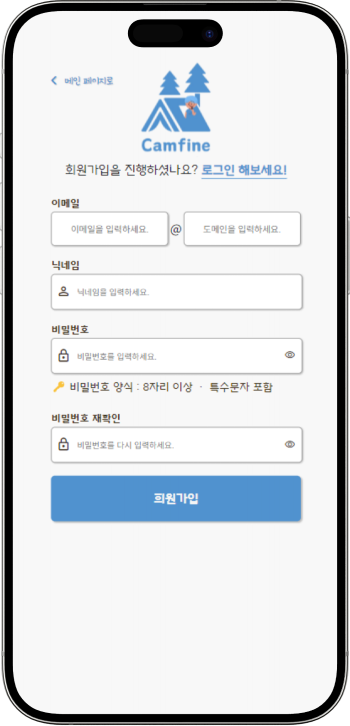 메인 페이지로
Camfine
회원가입을 진행하셨나요? 로그인 해보세요!
이메일
이메일을 입력하세요. @ 도메인을 입력하세요.
닉네임
닉네임을 입력하세요.
비밀번호
비밀번호를 입력하세요.
비밀번호 양식 : 8자리 이상 · 특수문자 포함
비밀번호 재확인
비밀번호를 다시 입력하세요.
회원가입